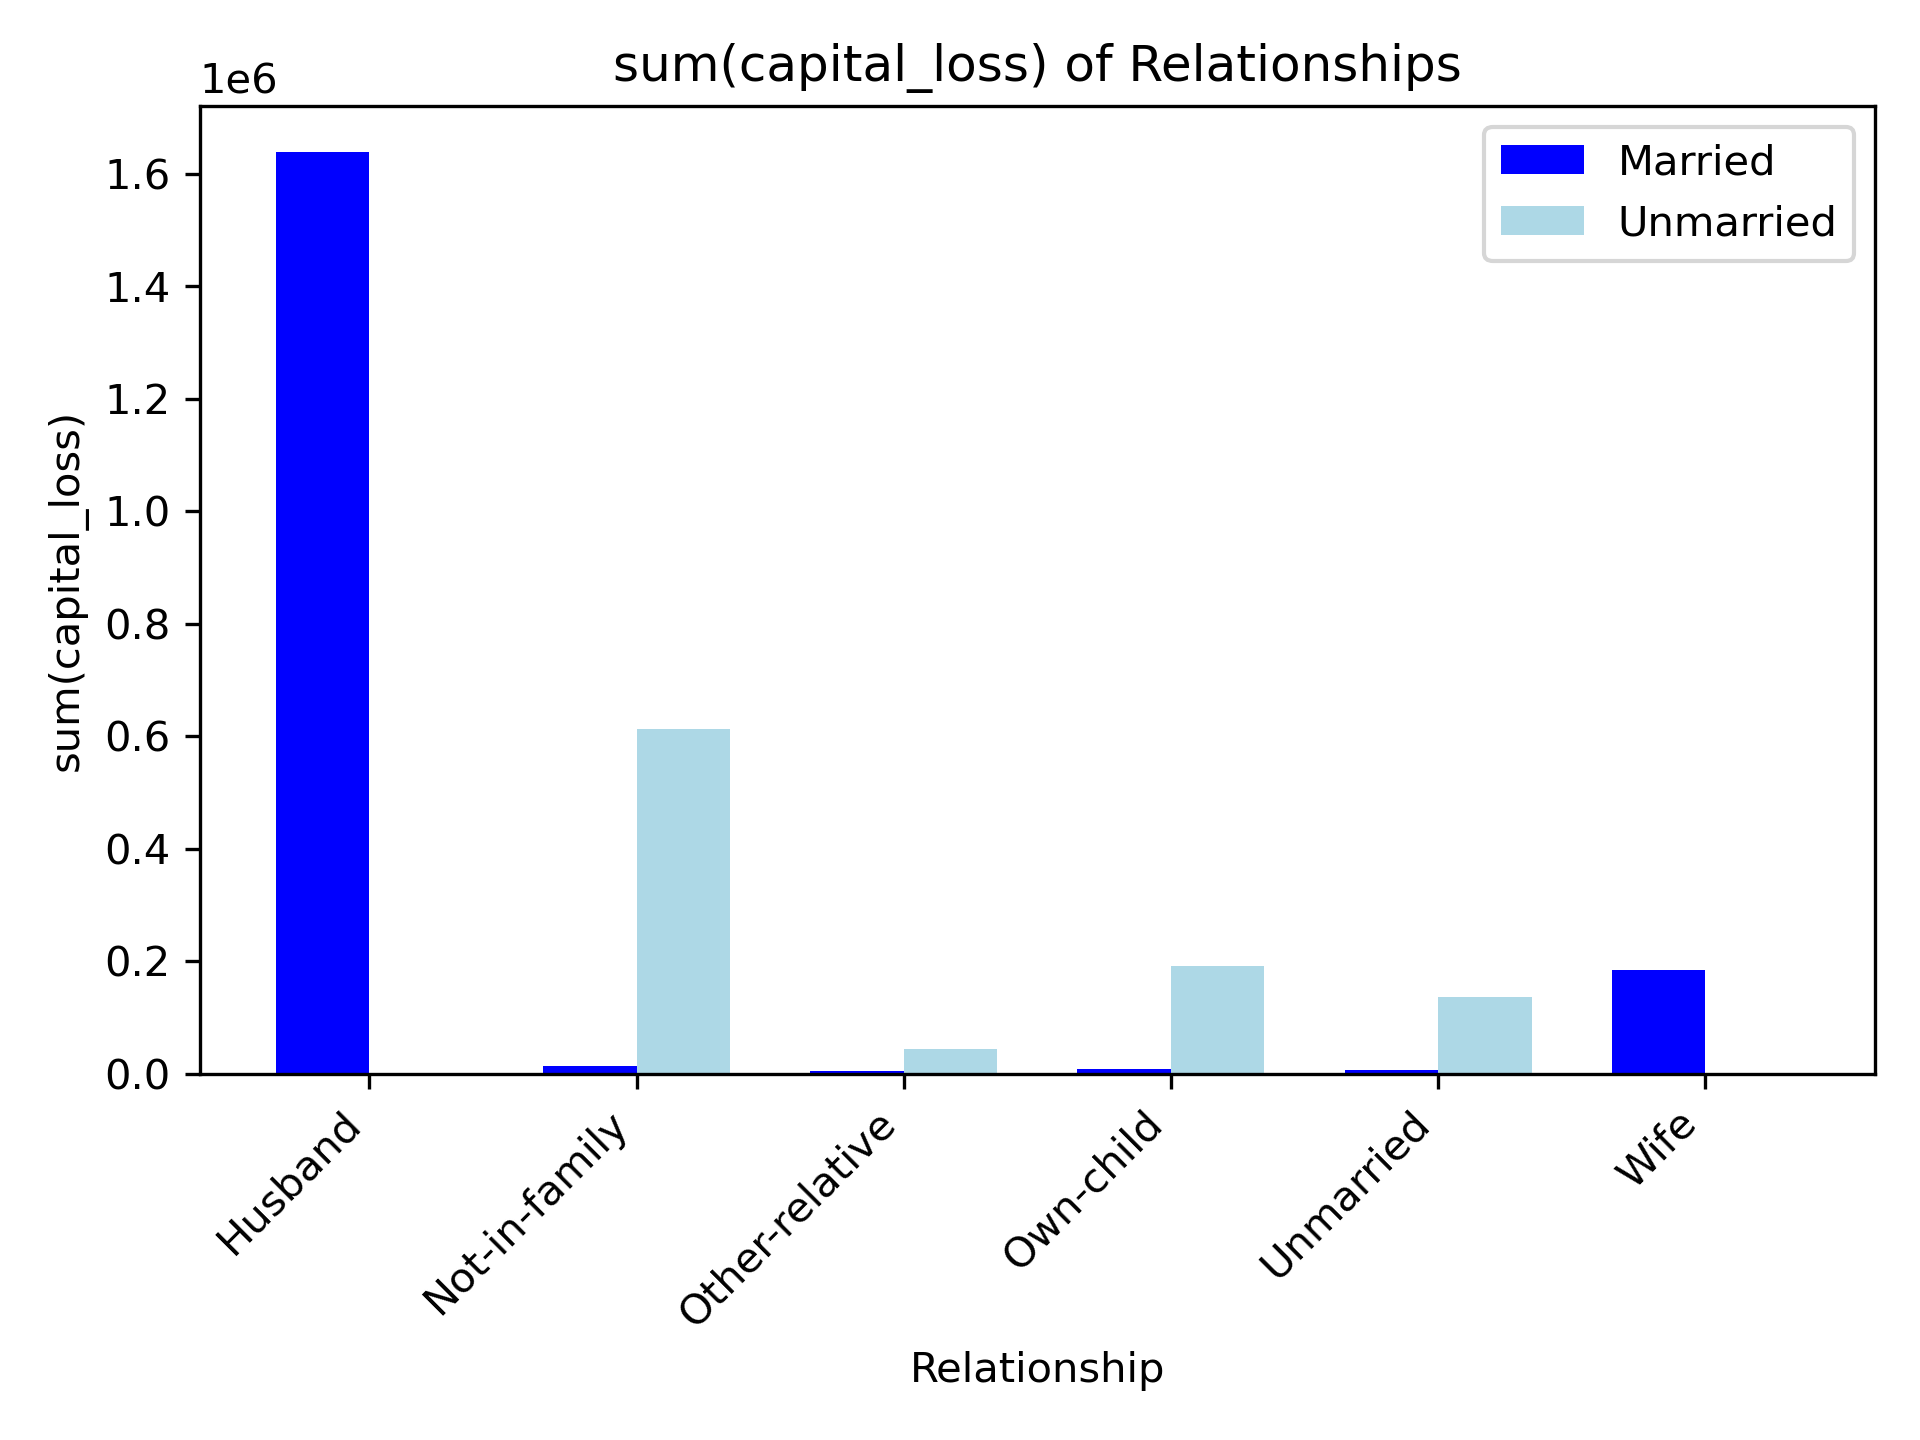 sum(capital_loss) of Relationships
1e6
Married
Unmarried
1.6
1.4
1.2
1.0
0.8
0.6
0.4
0.2
0.0
sum(capital_loss)
Husband
Not-in-family
Other-relative
Own-child
Unmarried
Wife
Relationship